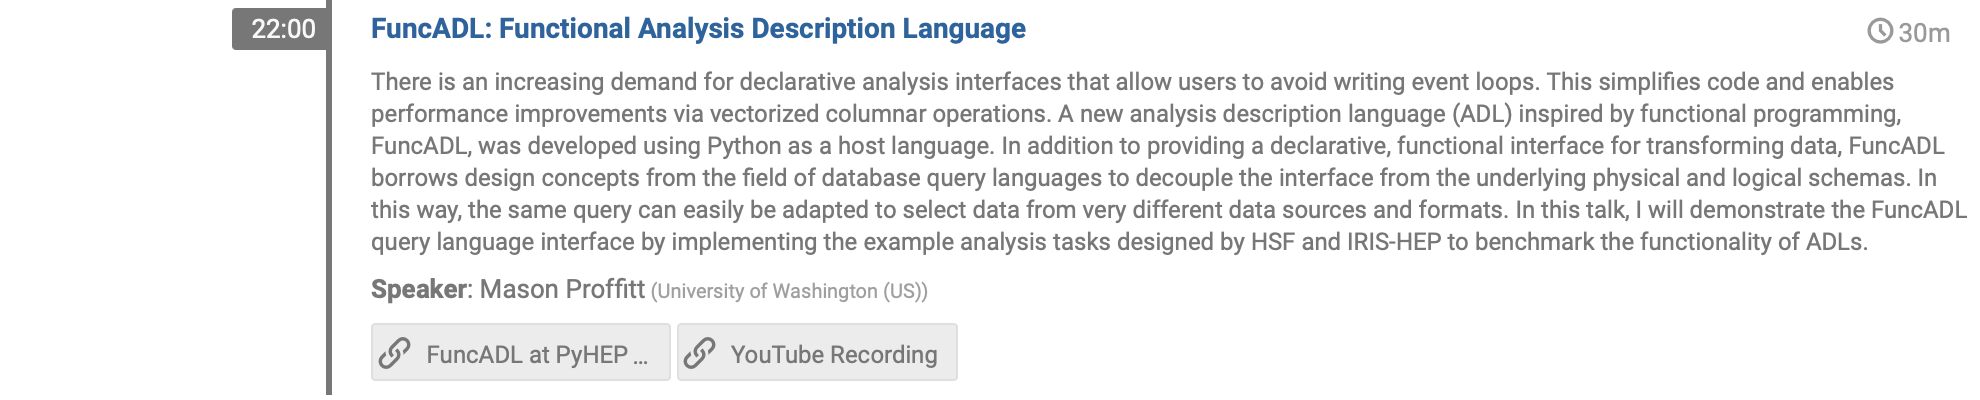 22:00 FuncADL: Functional Analysis Description Language 30m
There is an increasing demand for declarative analysis interfaces that allow users to avoid writing event loops. This simplifies code and enables
performance improvements via vectorized columnar operations. A new analysis description language (ADL) inspired by functional programming,
FuncADL, was developed using Python as a host language. In addition to providing a declarative, functional interface for transforming data, FuncADL
borrows design concepts from the field of database query languages to decouple the interface from the underlying physical and logical schemas. In
this way, the same query can easily be adapted to select data from very different data sources and formats. In this talk, I will demonstrate the FuncADL
query language interface by implementing the example analysis tasks designed by HSF and IRIS-HEP to benchmark the functionality of ADLs.
Speaker: Mason Proffitt (University of Washington (US))
FuncADL at PyHEP ... YouTube Recording